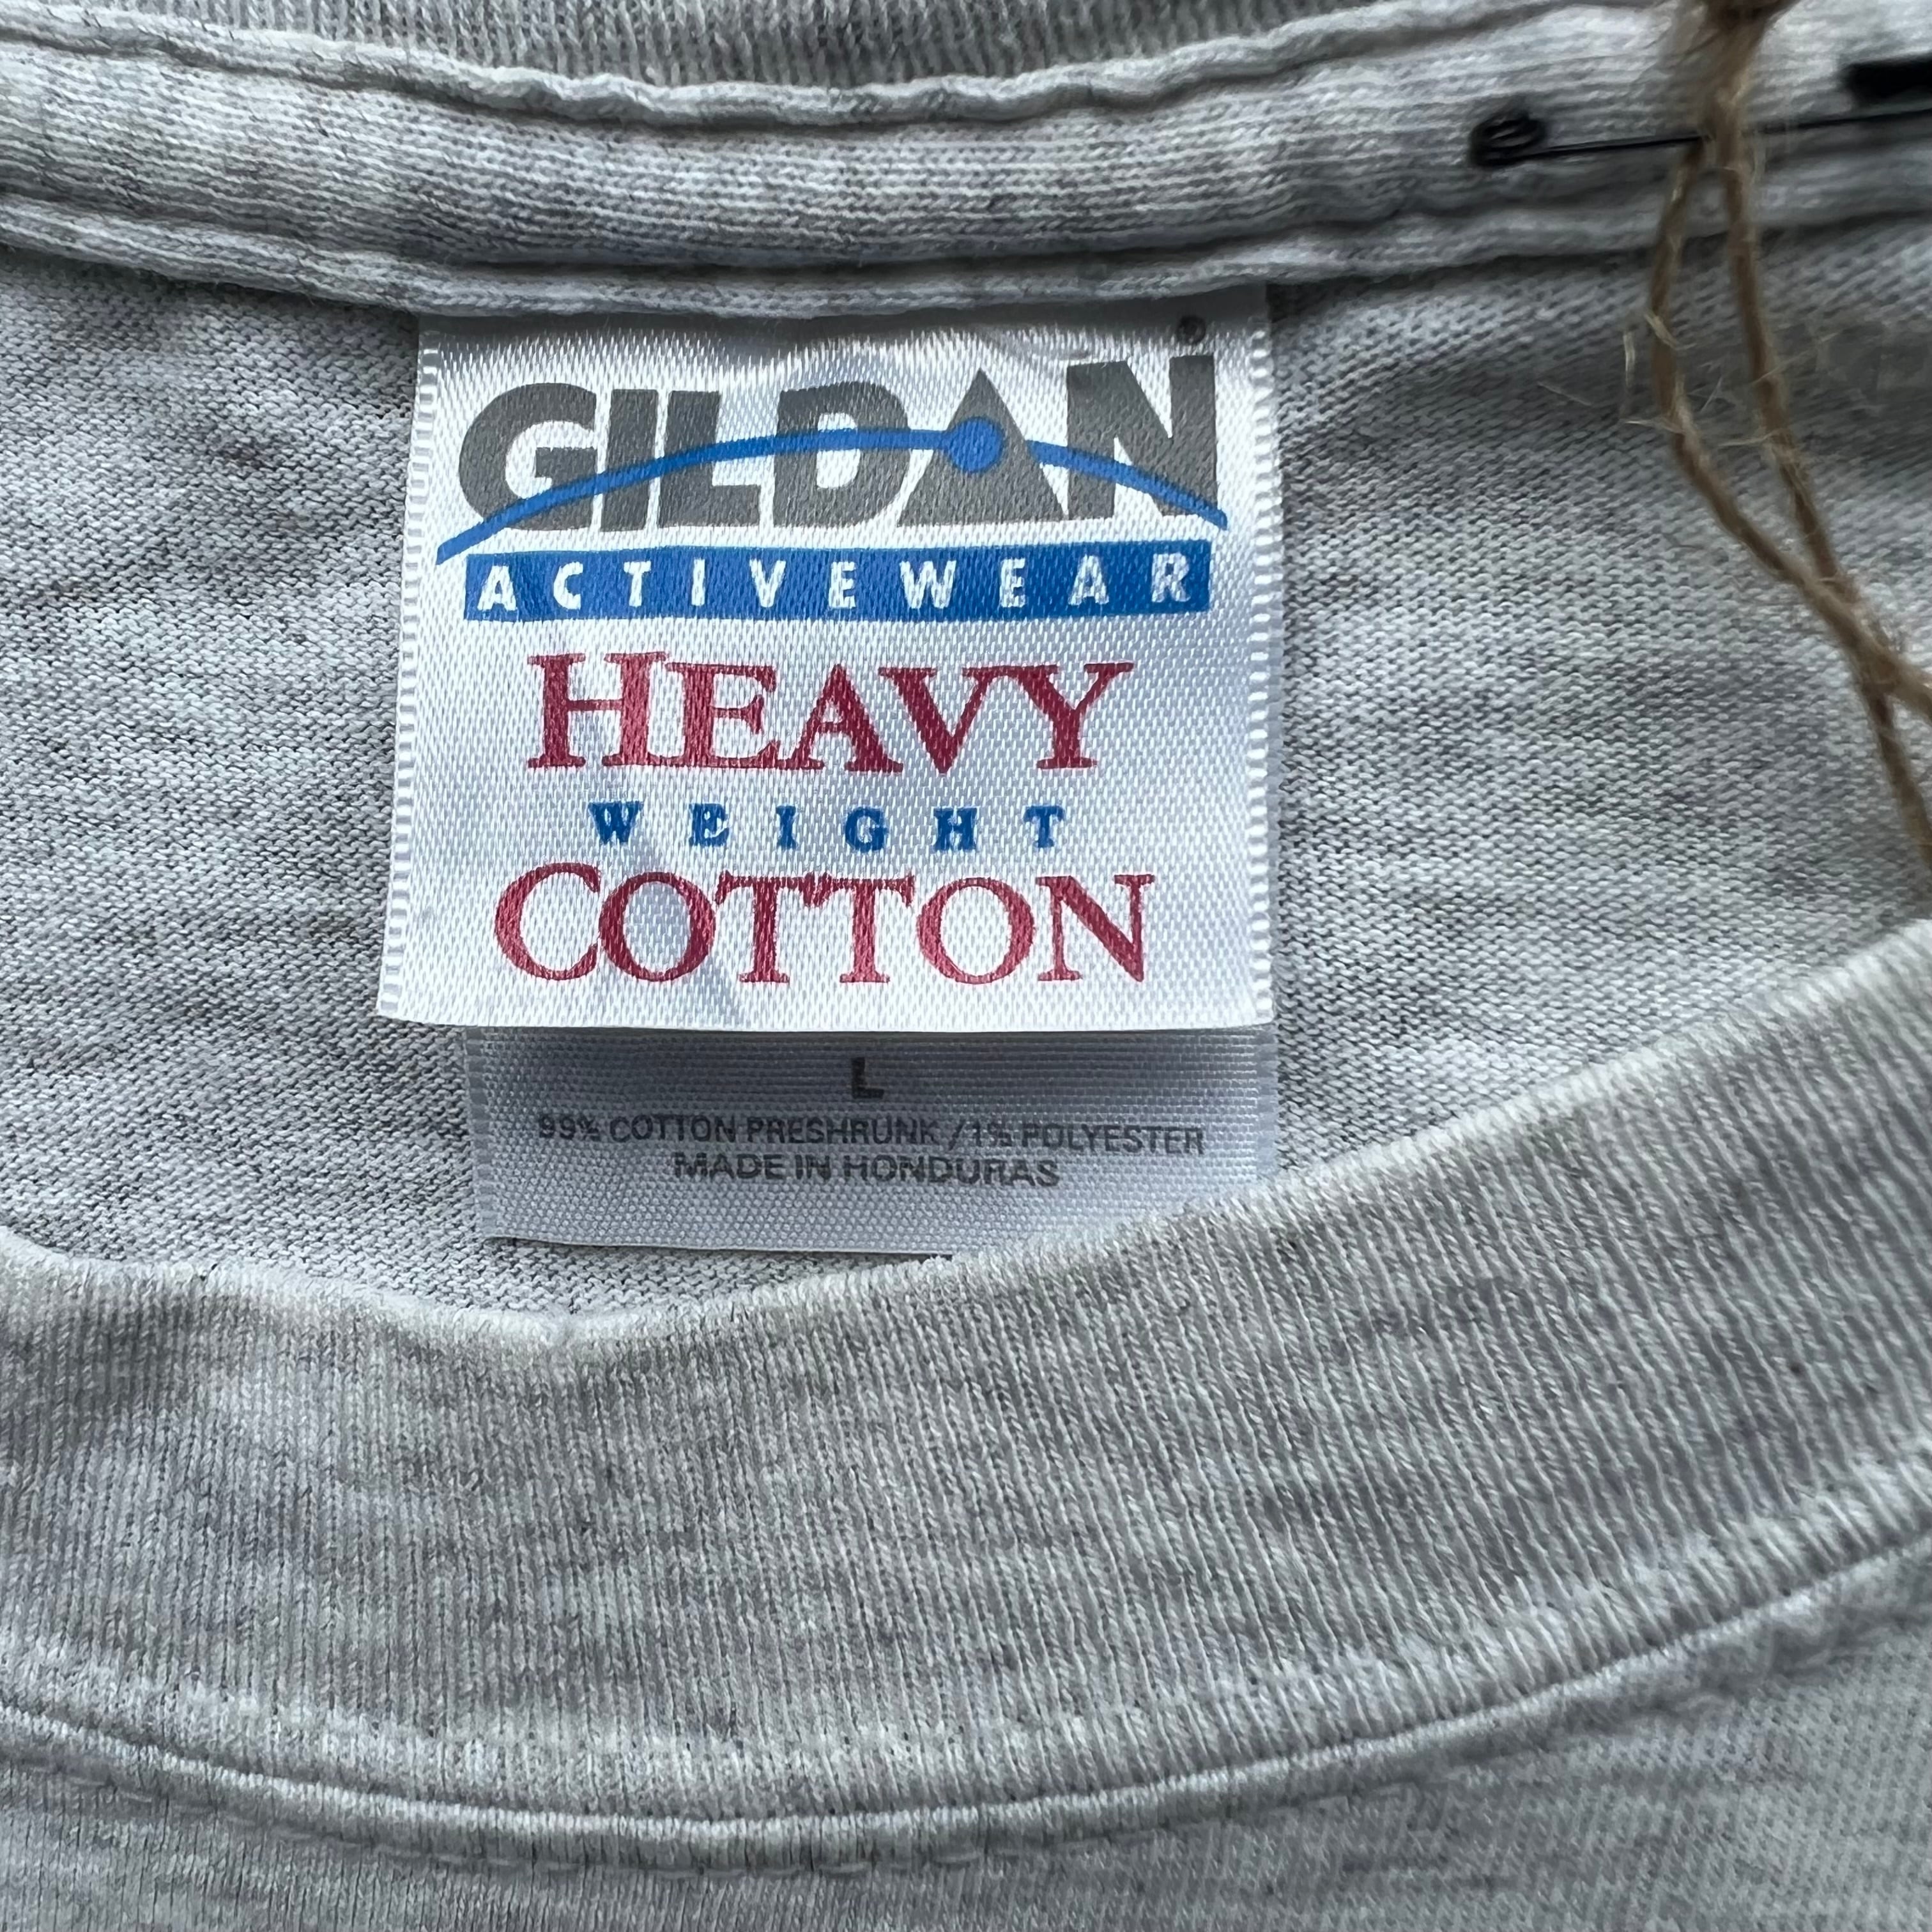 GILDAN®
ACTIVEWEAR
HEAVY
WEIGHT
COTTON
L
99% COTTON PRESHRUNK / 1% POLYESTER
MADE IN HONDURAS